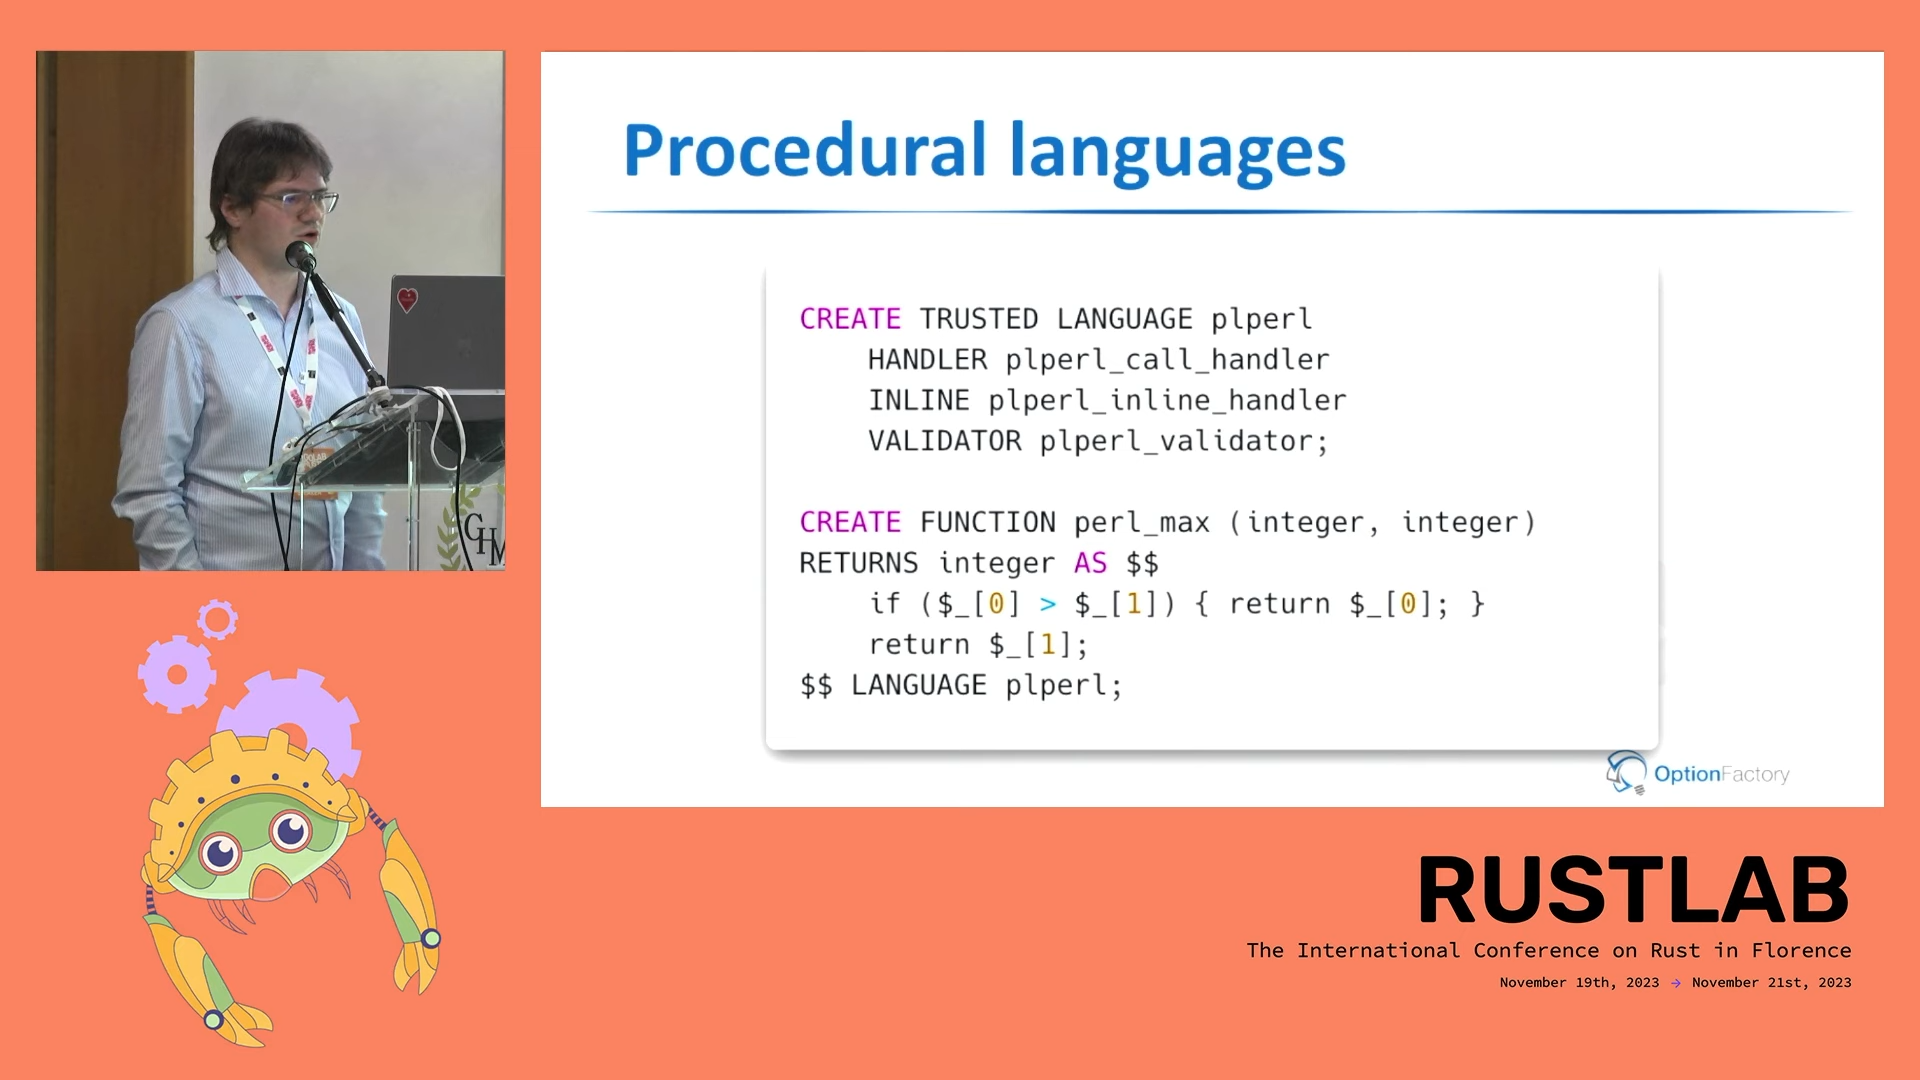 Procedural languages
CREATE TRUSTED LANGUAGE plperl
HANDLER plperl_call_handler
INLINE plperl_inline_handler
VALIDATOR plperl_validator;
CREATE FUNCTION perl_max (integer, integer)
RETURNS integer AS $$
if ($_[0] > $_[1]) { return $_[0]; }
return $_[1];
$$ LANGUAGE plperl;
OptionFactory
RUSTLAB
The International Conference on Rust in Florence
November 19th, 2023 → November 21st, 2023